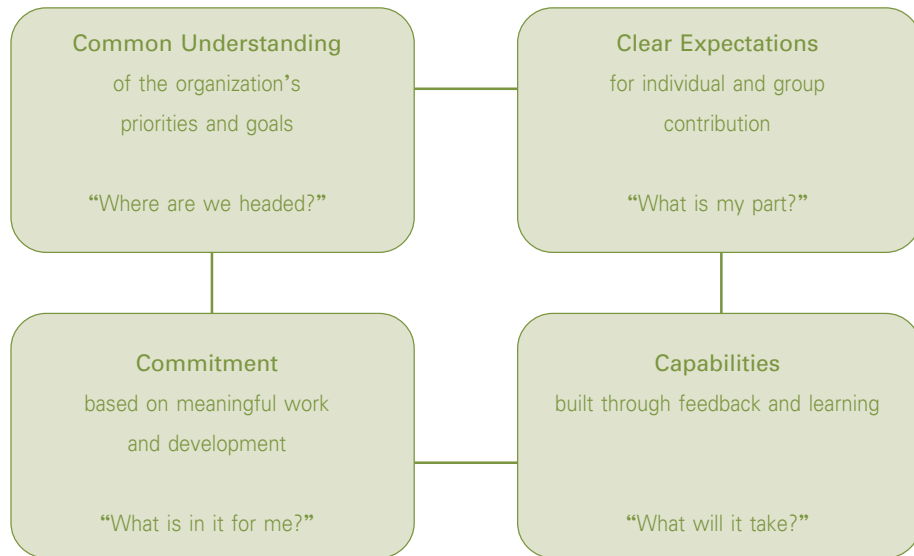 Common Understanding
of the organization’s
priorities and goals
“Where are we headed?”
Clear Expectations
for individual and group
contribution
“What is my part?”
Commitment
based on meaningful work
and development
“What is in it for me?”
Capabilities
built through feedback and learning
“What will it take?”